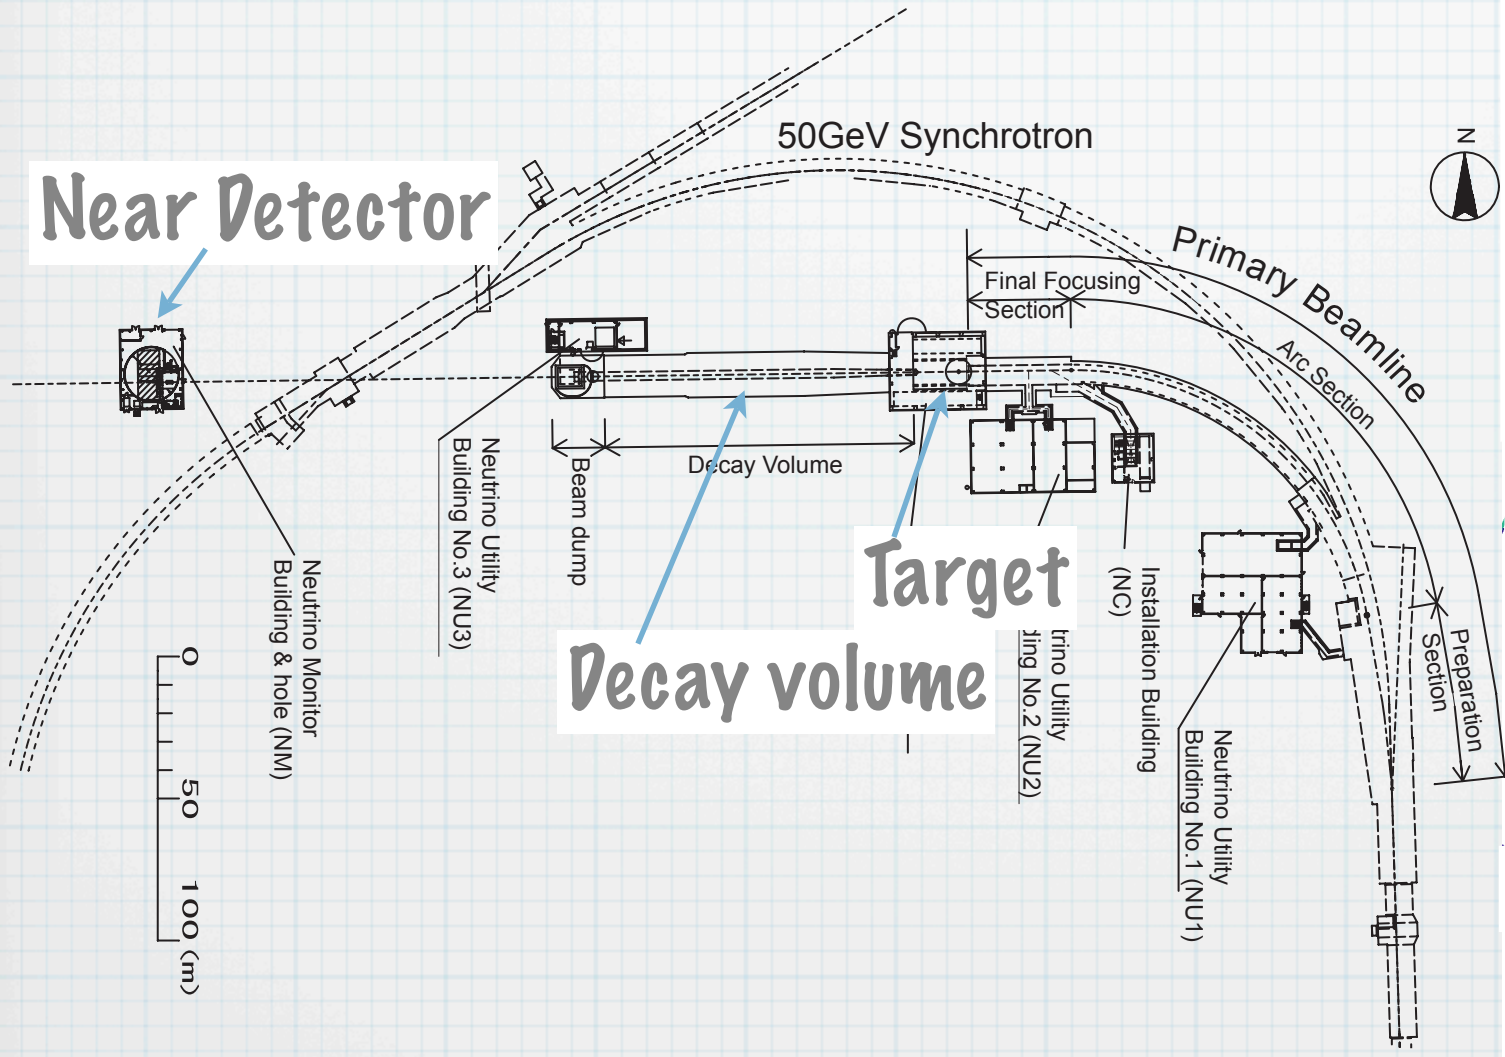 50GeV Synchrotron
N
Near Detector
Primary Beamline
Final Focusing
Section
Arc Section
Decay Volume
Beam dump
Neutrino Utility
Building No.3 (NU3)
Target
Decay volume
Neutrino Monitor
Building & hole (NM)
trino Utility
ding No.2 (NU2)
Installation Building
(NC)
Preparation
Section
Neutrino Utility
Building No.1 (NU1)
0
50
100 (m)